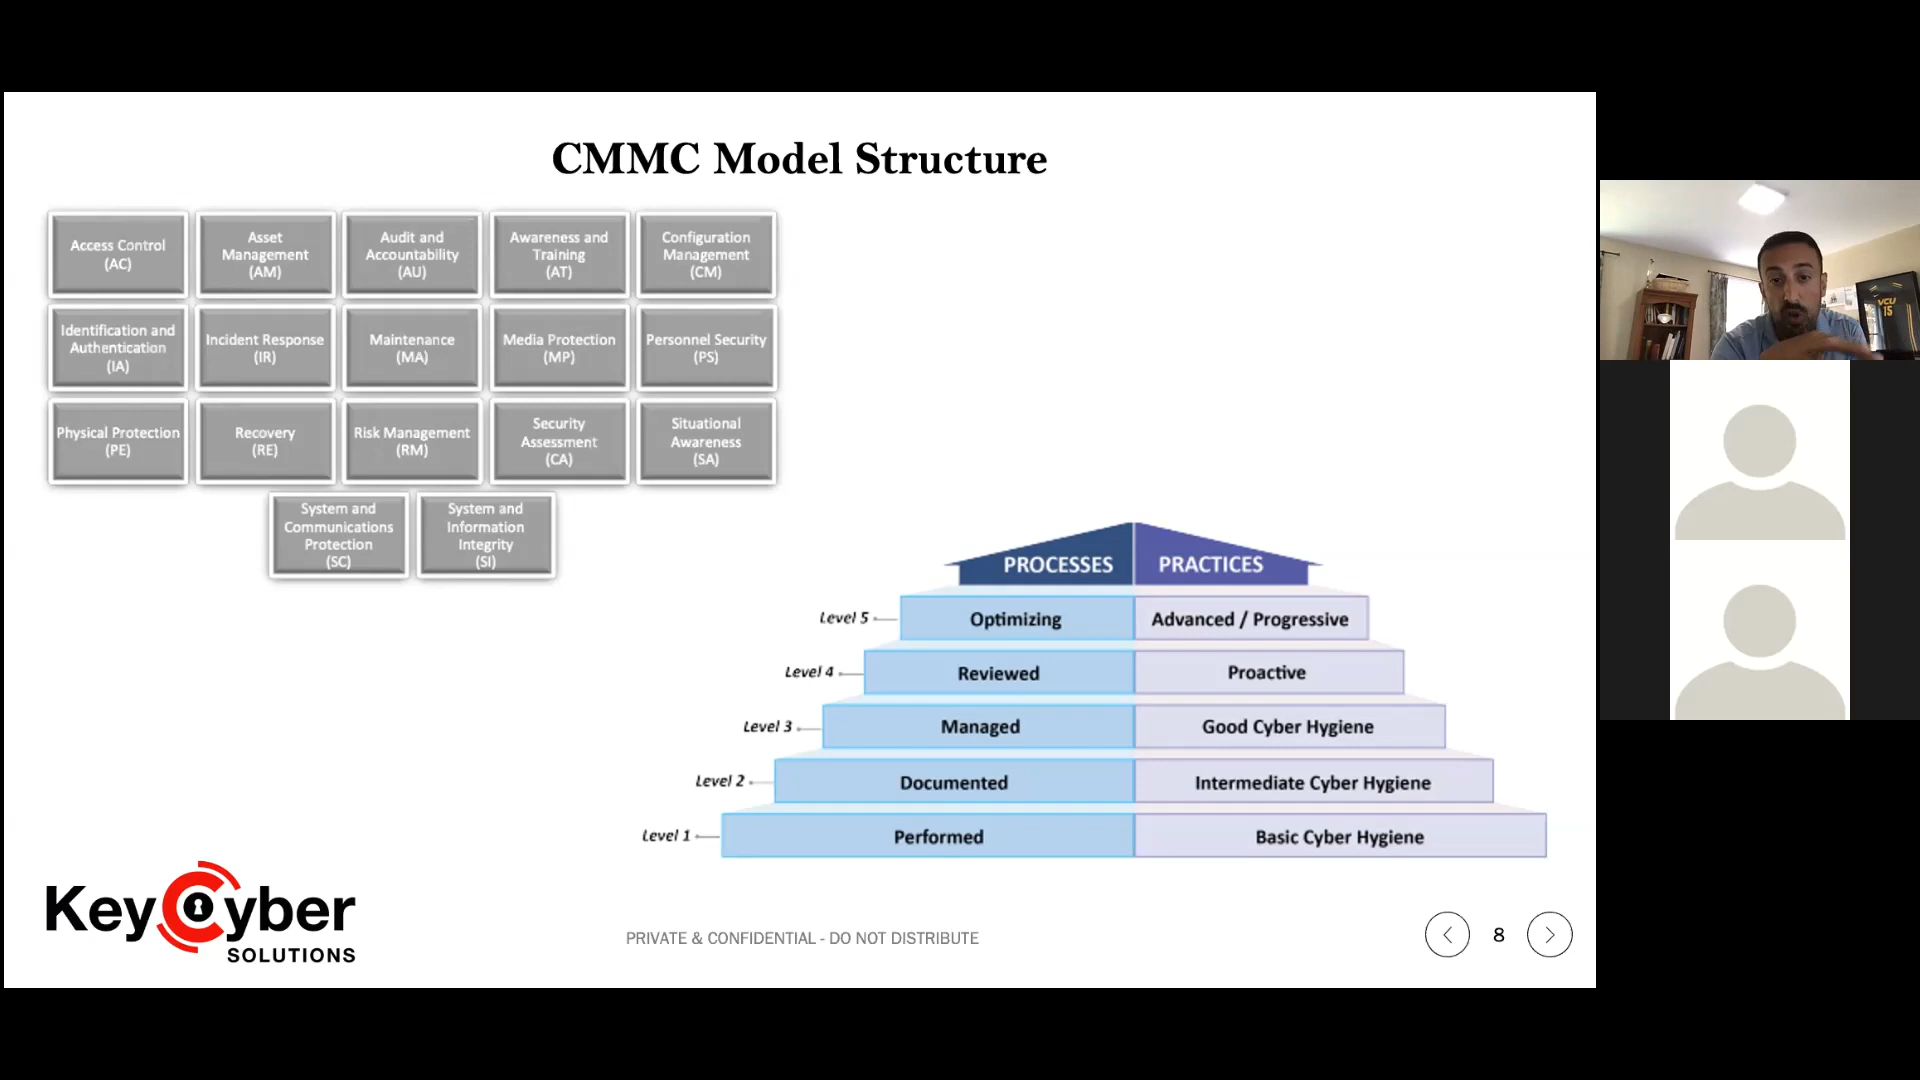 CMMC Model Structure
Access Control
(AC)
Asset
Management
(AM)
Audit and
Accountability
(AU)
Awareness and
Training
(AT)
Configuration
Management
(CM)
Identification and
Authentication
(IA)
Incident Response
(IR)
Maintenance
(MA)
Media Protection
(MP)
Personnel Security
(PS)
Physical Protection
(PE)
Recovery
(RE)
Risk Management
(RM)
Security
Assessment
(CA)
Situational
Awareness
(SA)
System and
Communications
Protection
(SC)
System and
Information
Integrity
(SI)
PROCESSES PRACTICES
Level 5 Optimizing Advanced / Progressive
Level 4 Reviewed Proactive
Level 3 Managed Good Cyber Hygiene
Level 2 Documented Intermediate Cyber Hygiene
Level 1 Performed Basic Cyber Hygiene
KeyCyber
SOLUTIONS
PRIVATE & CONFIDENTIAL - DO NOT DISTRIBUTE
8
VCU
15